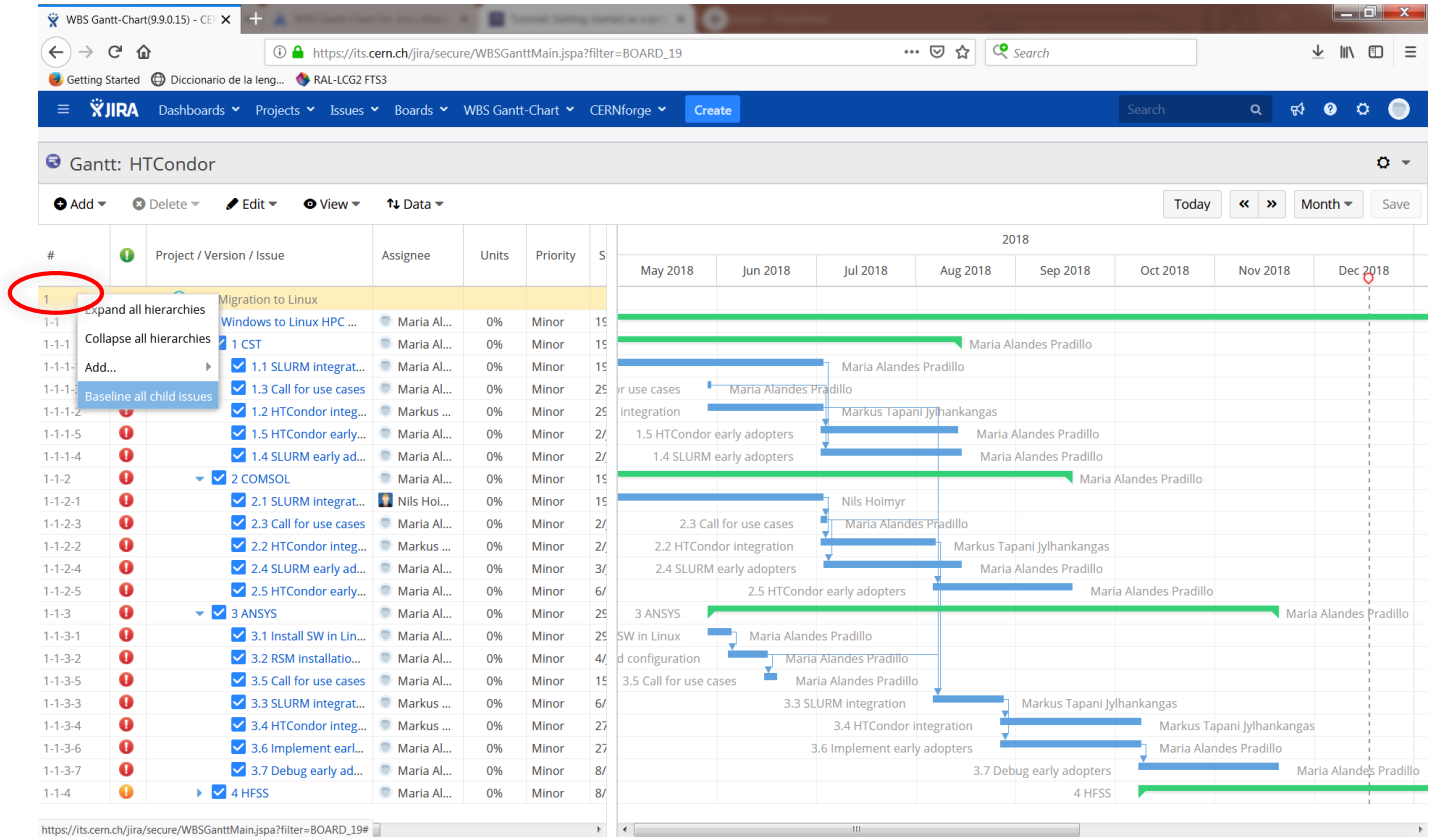 WBS Gantt-Chart(9.9.0.15) - CE
https://its.cern.ch/jira/secure/WBSGanttMain.jspa?filter=BOARD_19 Search
Getting Started Diccionario de la leng... RAL-LCG2 FTS3
JIRA Dashboards Projects Issues Boards WBS Gantt-Chart CERNforge Create Search
Gantt: HTCondor
Add Delete Edit View Data Today « » Month Save
2018
# Project / Version / Issue Assignee Units Priority S
May 2018 Jun 2018 Jul 2018 Aug 2018 Sep 2018 Oct 2018 Nov 2018 Dec 2018
1 Migration to Linux
Expand all hierarchies
Collapse all hierarchies
Add...
Baseline all child issues
1-1 Windows to Linux HPC ... Maria Al... 0% Minor 19
1-1-1 1 CST Maria Al... 0% Minor 19 Maria Alandes Pradillo
1-1-1- 1.1 SLURM integrat... Maria Al... 0% Minor 19 Maria Alandes Pradillo
1-1-1- 1.3 Call for use cases Maria Al... 0% Minor 29 or use cases Maria Alandes Pradillo
1-1-1-2 1.2 HTCondor integ... Markus ... 0% Minor 29 integration Markus Tapani Jylhankangas
1-1-1-5 1.5 HTCondor early... Maria Al... 0% Minor 2/ 1.5 HTCondor early adopters Maria Alandes Pradillo
1-1-1-4 1.4 SLURM early ad... Maria Al... 0% Minor 2/ 1.4 SLURM early adopters Maria Alandes Pradillo
1-1-2 2 COMSOL Maria Al... 0% Minor 19 Maria Alandes Pradillo
1-1-2-1 2.1 SLURM integrat... Nils Hoi... 0% Minor 19 Nils Hoimyr
1-1-2-3 2.3 Call for use cases Maria Al... 0% Minor 2/ 2.3 Call for use cases Maria Alandes Pradillo
1-1-2-2 2.2 HTCondor integ... Markus ... 0% Minor 2/ 2.2 HTCondor integration Markus Tapani Jylhankangas
1-1-2-4 2.4 SLURM early ad... Maria Al... 0% Minor 3/ 2.4 SLURM early adopters Maria Alandes Pradillo
1-1-2-5 2.5 HTCondor early... Maria Al... 0% Minor 6/ 2.5 HTCondor early adopters Maria Alandes Pradillo
1-1-3 3 ANSYS Maria Al... 0% Minor 29 3 ANSYS Maria Alandes Pradillo
1-1-3-1 3.1 Install SW in Lin... Maria Al... 0% Minor 29 SW in Linux Maria Alandes Pradillo
1-1-3-2 3.2 RSM installatio... Maria Al... 0% Minor 4/ d configuration Maria Alandes Pradillo
1-1-3-5 3.5 Call for use cases Maria Al... 0% Minor 15 3.5 Call for use cases Maria Alandes Pradillo
1-1-3-3 3.3 SLURM integrat... Markus ... 0% Minor 6/ 3.3 SLURM integration Markus Tapani Jylhankangas
1-1-3-4 3.4 HTCondor integ... Markus ... 0% Minor 27 3.4 HTCondor integration Markus Tapani Jylhankangas
1-1-3-6 3.6 Implement earl... Maria Al... 0% Minor 27 3.6 Implement early adopters Maria Alandes Pradillo
1-1-3-7 3.7 Debug early ad... Maria Al... 0% Minor 8/ 3.7 Debug early adopters Maria Alandes Pradillo
1-1-4 4 HFSS Maria Al... 0% Minor 8/ 4 HFSS
https://its.cern.ch/jira/secure/WBSGanttMain.jspa?filter=BOARD_19#